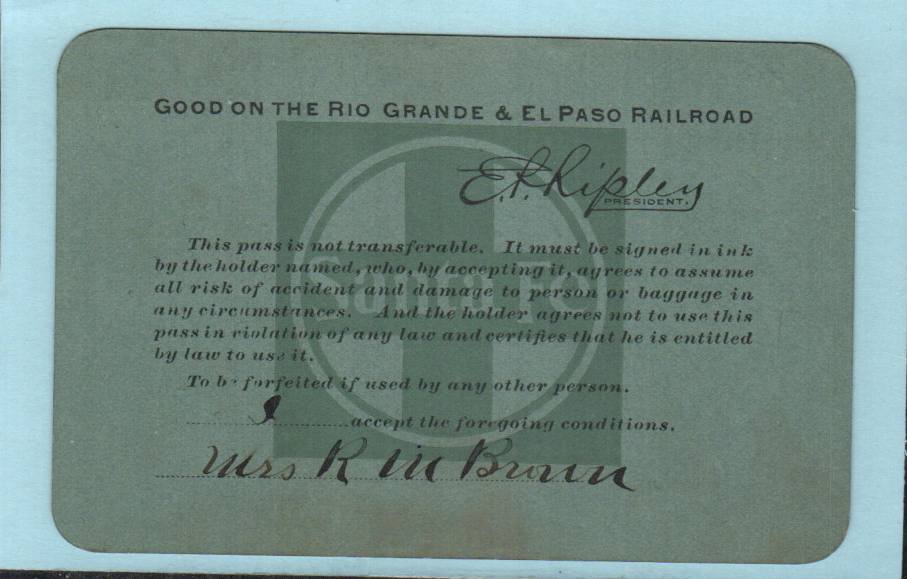 GOOD ON THE RIO GRANDE & EL PASO RAILROAD
E.P. Ripley
PRESIDENT.
This pass is not transferable. It must be signed in ink
by the holder named, who, by accepting it, agrees to assume
all risk of accident and damage to person or baggage in
any circumstances. And the holder agrees not to use this
pass in violation of any law and certifies that he is entitled
by law to use it.
Santa Fe
To be forfeited if used by any other person.
I accept the foregoing conditions.
Mrs R M Brown